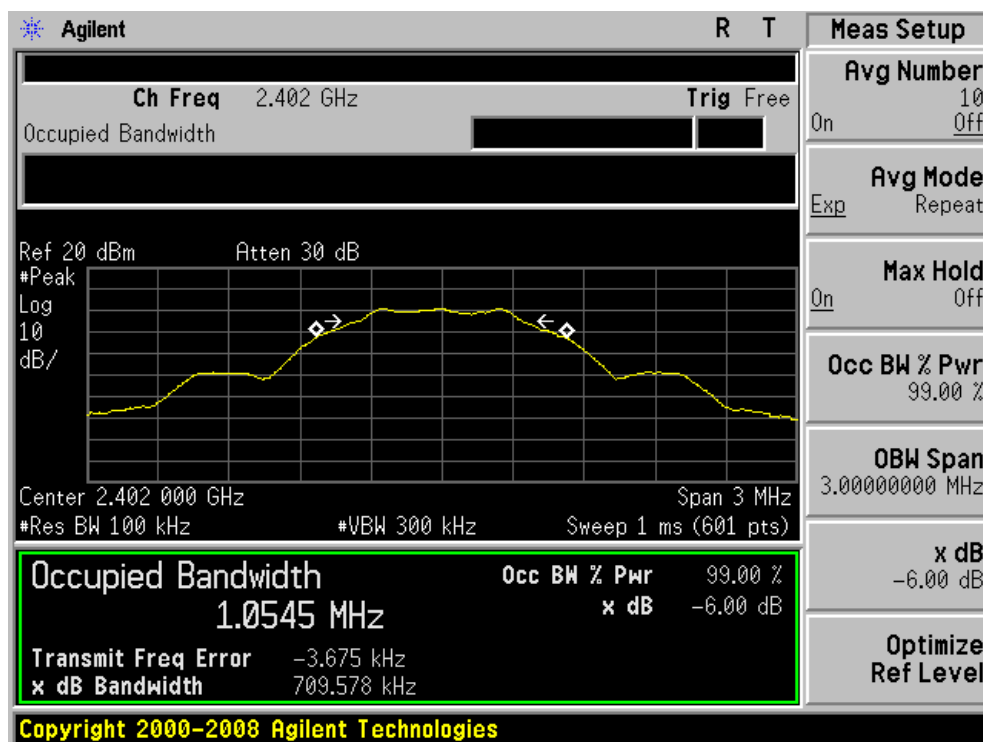 Agilent R T
Ch Freq 2.402 GHz Trig Free
Occupied Bandwidth
Ref 20 dBm Atten 30 dB
#Peak
Log
10
dB/
Center 2.402 000 GHz Span 3 MHz
#Res BW 100 kHz #VBW 300 kHz Sweep 1 ms (601 pts)
Occupied Bandwidth Occ BW % Pwr 99.00 %
1.0545 MHz x dB -6.00 dB
Transmit Freq Error -3.675 kHz
x dB Bandwidth 709.578 kHz
Copyright 2000-2008 Agilent Technologies
Meas Setup
Avg Number
10
On Off
Avg Mode
Exp Repeat
Max Hold
On Off
Occ BW % Pwr
99.00 %
OBW Span
3.00000000 MHz
x dB
-6.00 dB
Optimize
Ref Level